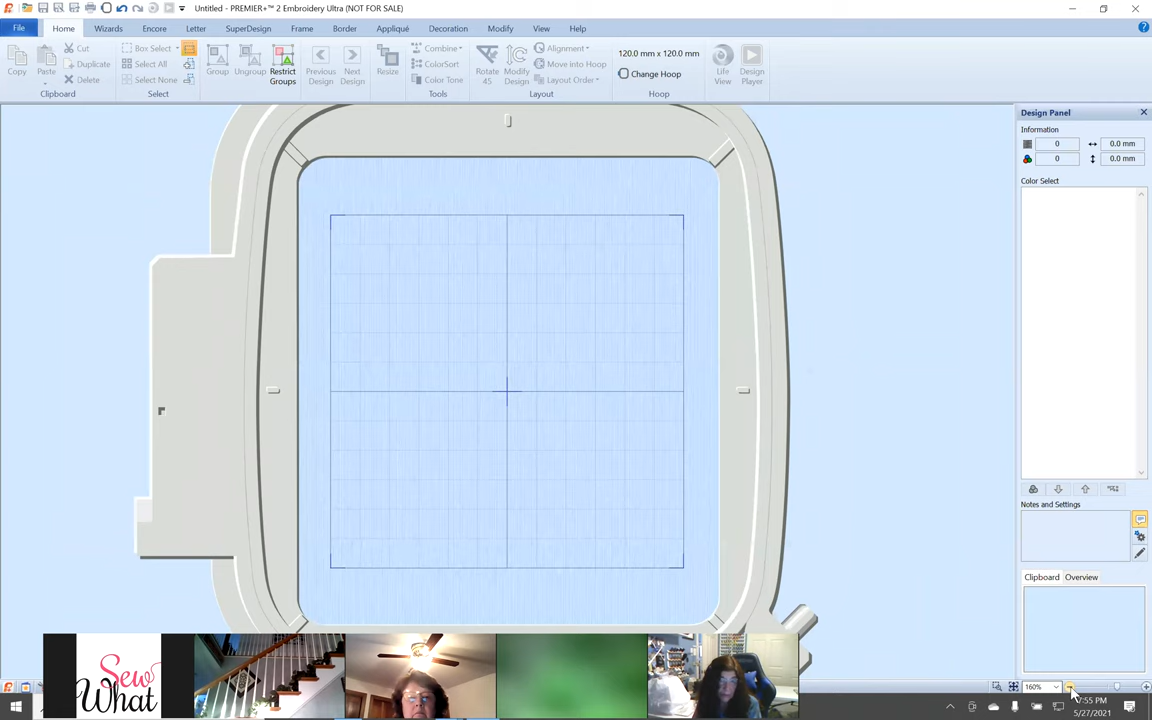 Untitled - PREMIER+™ 2 Embroidery Ultra (NOT FOR SALE)
File Home Wizards Encore Letter SuperDesign Frame Border Appliqué Decoration Modify View Help
Copy
Paste
Cut
Duplicate
Delete
Clipboard
Box Select
Select All
Select None
Select
Group
Ungroup
Restrict Groups
Previous Design
Next Design
Resize
Combine
ColorSort
Color Tone
Tools
Rotate 45
Modify Design
Alignment
Move into Hoop
Layout Order
Layout
120.0 mm x 120.0 mm
Change Hoop
Hoop
Life View
Design Player
Design Panel
Information
0 0.0 mm
0 0.0 mm
Color Select
Notes and Settings
Clipboard Overview
Sew What
160%
7:55 PM
5/27/2021